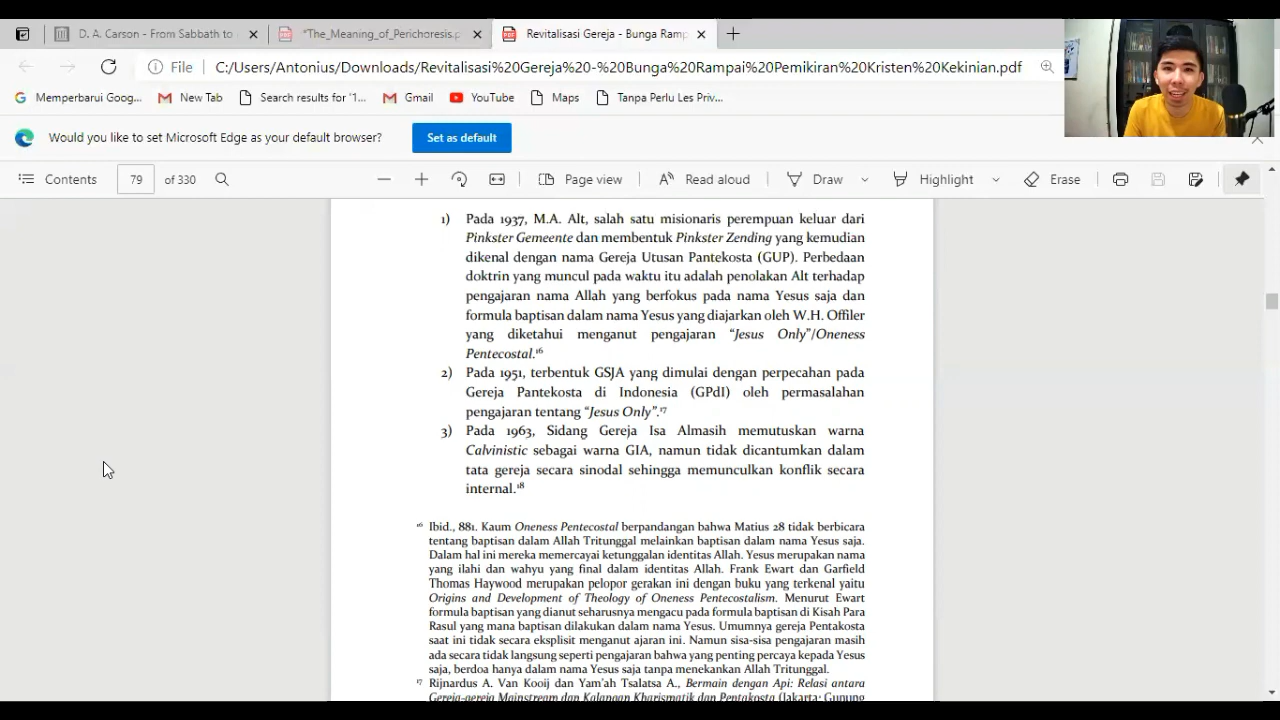 D. A. Carson - From Sabbath to
"The_Meaning_of_Perichoresis.p
Revitalisasi Gereja - Bunga Ramp
File C:/Users/Antonius/Downloads/Revitalisasi%20Gereja%20-%20Bunga%20Rampai%20Pemikiran%20Kristen%20Kekinian.pdf
Memperbarui Goog... New Tab Search results for '1... Gmail YouTube Maps Tanpa Perlu Les Priv...
Would you like to set Microsoft Edge as your default browser? Set as default
Contents 79 of 330 Page view Read aloud Draw Highlight Erase
1) Pada 1937, M.A. Alt, salah satu misionaris perempuan keluar dari
Pinkster Gemeente dan membentuk Pinkster Zending yang kemudian
dikenal dengan nama Gereja Utusan Pantekosta (GUP). Perbedaan
doktrin yang muncul pada waktu itu adalah penolakan Alt terhadap
pengajaran nama Allah yang berfokus pada nama Yesus saja dan
formula baptisan dalam nama Yesus yang diajarkan oleh W.H. Offiler
yang diketahui menganut pengajaran "Jesus Only"/Oneness
Pentecostal.16
2) Pada 1951, terbentuk GSJA yang dimulai dengan perpecahan pada
Gereja Pantekosta di Indonesia (GPdI) oleh permasalahan
pengajaran tentang "Jesus Only".17
3) Pada 1963, Sidang Gereja Isa Almasih memutuskan warna
Calvinistic sebagai warna GIA, namun tidak dicantumkan dalam
tata gereja secara sinodal sehingga memunculkan konflik secara
internal.18
16 Ibid., 881. Kaum Oneness Pentecostal berpandangan bahwa Matius 28 tidak berbicara
tentang baptisan dalam Allah Tritunggal melainkan baptisan dalam nama Yesus saja.
Dalam hal ini mereka memercayai ketunggalan identitas Allah. Yesus merupakan nama
yang ilahi dan wahyu yang final dalam identitas Allah. Frank Ewart dan Garfield
Thomas Haywood merupakan pelopor gerakan ini dengan buku yang terkenal yaitu
Origins and Development of Theology of Oneness Pentecostalism. Menurut Ewart
formula baptisan yang dianut seharusnya mengacu pada formula baptisan di Kisah Para
Rasul yang mana baptisan dilakukan dalam nama Yesus. Umumnya gereja Pentakosta
saat ini tidak secara eksplisit menganut ajaran ini. Namun sisa-sisa pengajaran masih
ada secara tidak langsung seperti pengajaran bahwa yang penting percaya kepada Yesus
saja, berdoa hanya dalam nama Yesus saja tanpa menekankan Allah Tritunggal.
17 Rijnardus A. Van Kooij dan Yam'ah Tsalatsa A., Bermain dengan Api: Relasi antara
Gereja-gereja Mainstream dan Kalangan Kharismatik dan Pentakosta (Jakarta: Gunung